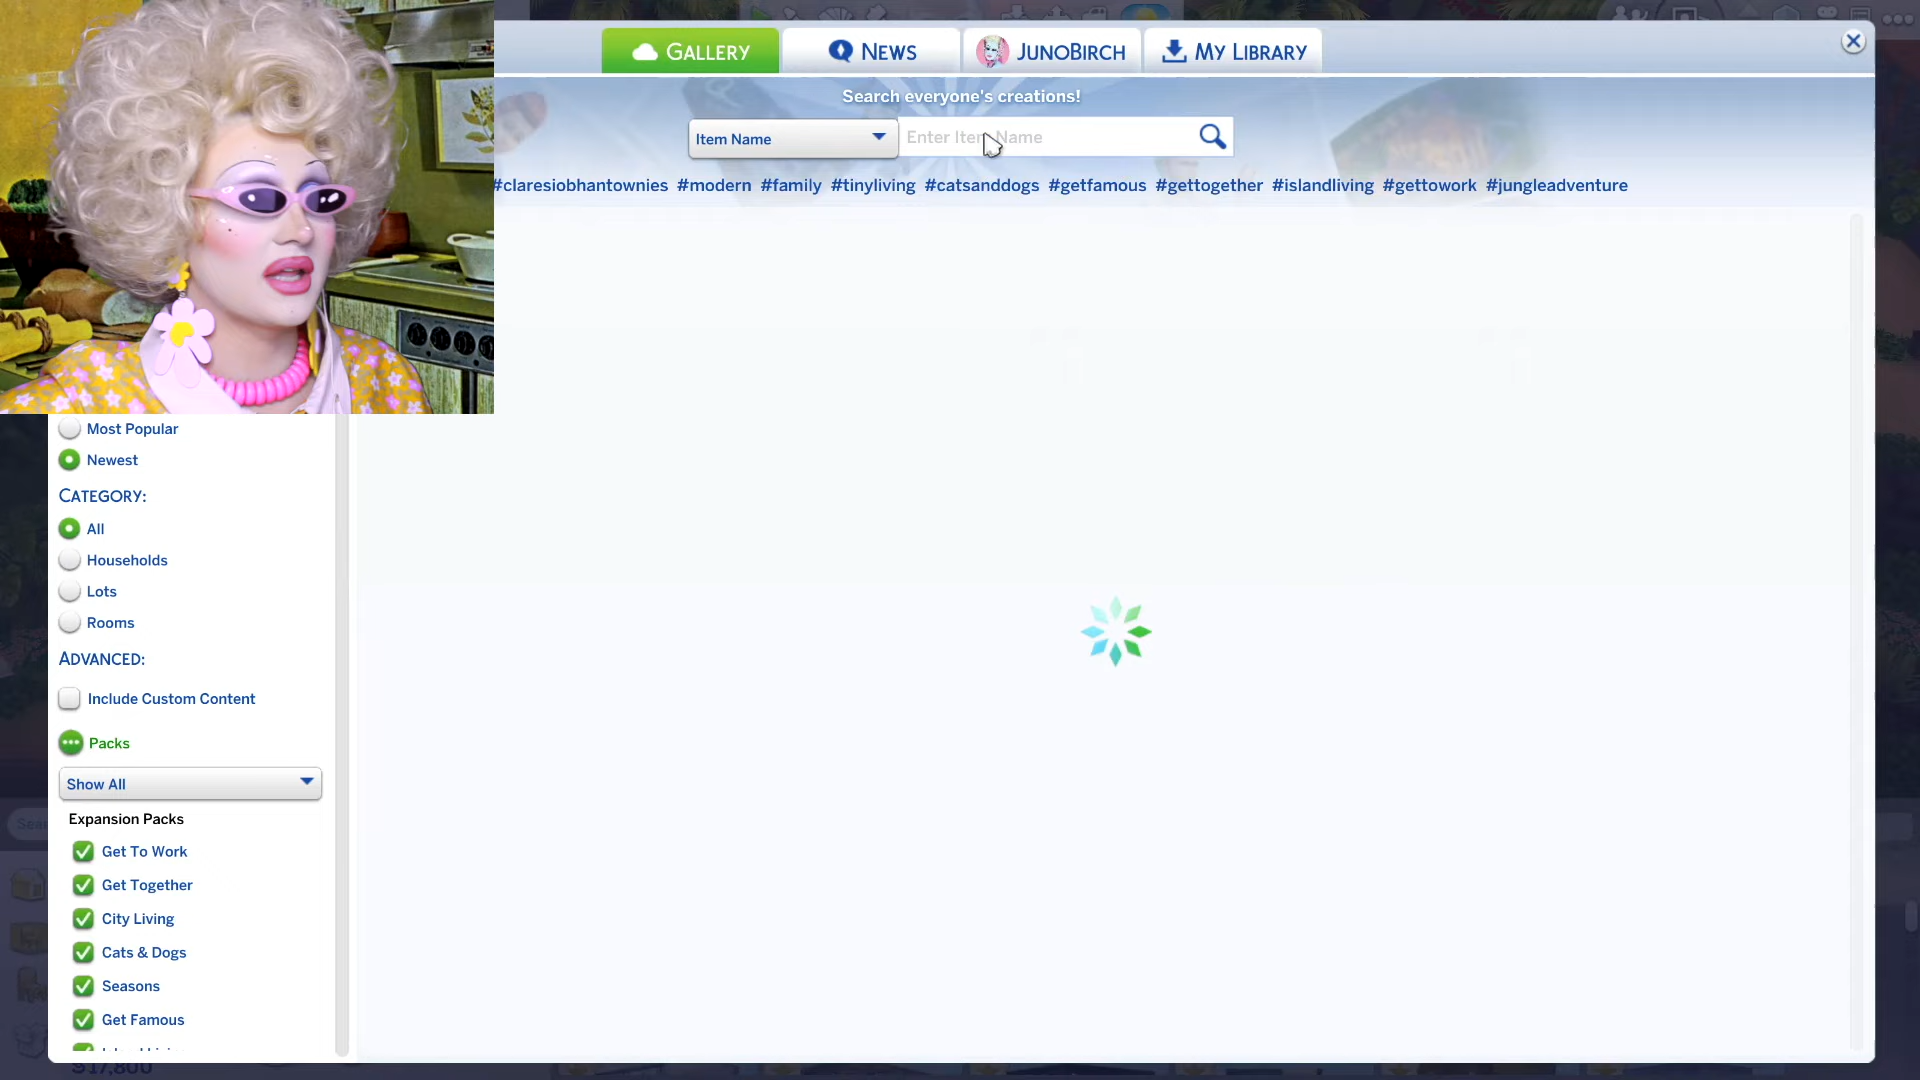 GALLERY
NEWS
JUNOBIRCH
MY LIBRARY
Search everyone's creations!
Item Name
Enter Item Name
#claresiobhantownies #modern #family #tinyliving #catsanddogs #getfamous #gettogether #islandliving #gettowork #jungleadventure
Most Popular
Newest
CATEGORY:
All
Households
Lots
Rooms
ADVANCED:
Include Custom Content
Packs
Show All
Expansion Packs
Get To Work
Get Together
City Living
Cats & Dogs
Seasons
Get Famous